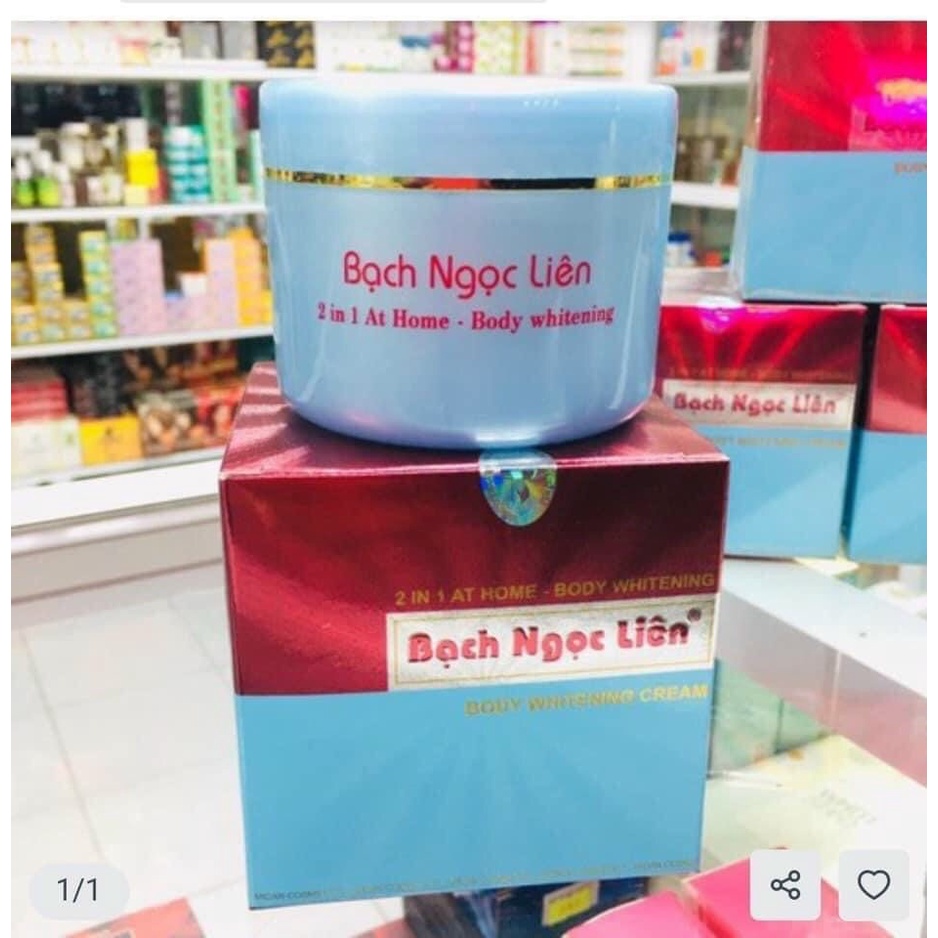 Bạch Ngọc Liên
2 in 1 At Home - Body whitening
2 IN 1 AT HOME - BODY WHITENING
Bạch Ngọc Liên®
BODY WHITENING CREAM
Bạch Ngọc Liên
1/1